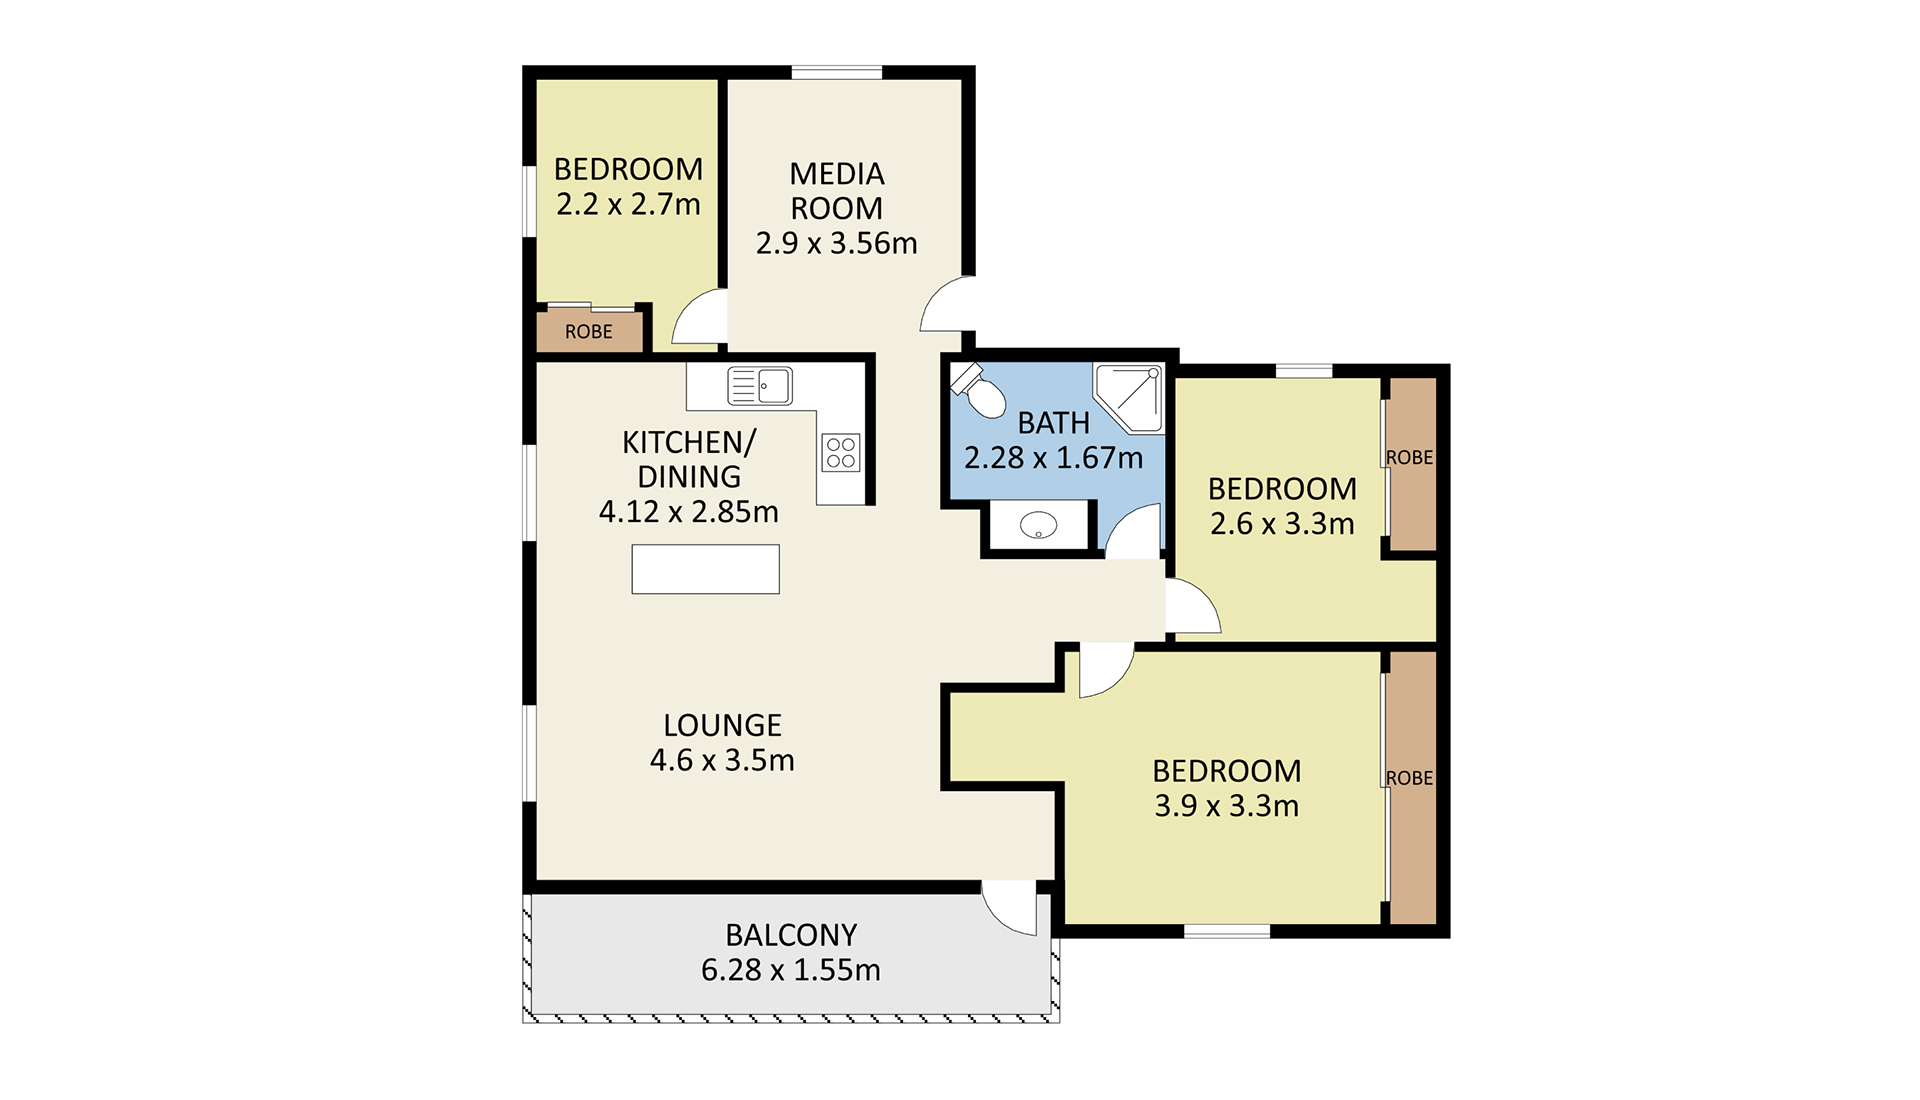 BEDROOM
2.2 x 2.7m
MEDIA
ROOM
2.9 x 3.56m
ROBE
KITCHEN/
DINING
4.12 x 2.85m
BATH
2.28 x 1.67m
BEDROOM
2.6 x 3.3m
ROBE
LOUNGE
4.6 x 3.5m
BEDROOM
3.9 x 3.3m
ROBE
BALCONY
6.28 x 1.55m